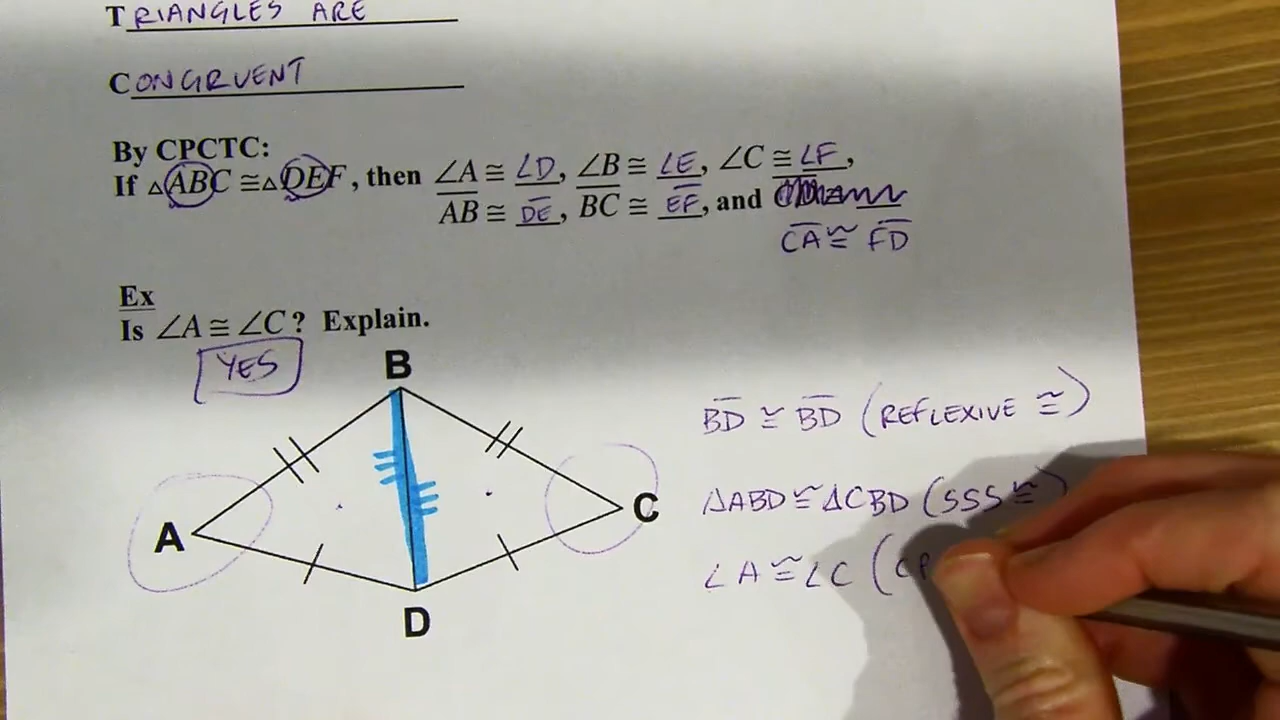 TRIANGLES ARE
CONGRUENT
By CPCTC:
If △ABC ≅ △DEF, then ∠A ≅ ∠D, ∠B ≅ ∠E, ∠C ≅ ∠F,
AB ≅ DE, BC ≅ EF, and
CA ≅ FD
Ex
Is ∠A ≅ ∠C? Explain.
YES
B
A
C
D
BD ≅ BD (REFLEXIVE ≅)
△ABD ≅ △CBD (SSS ≅)
∠A ≅ ∠C (CP